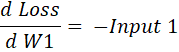 d Loss / d W1 = −Input 1